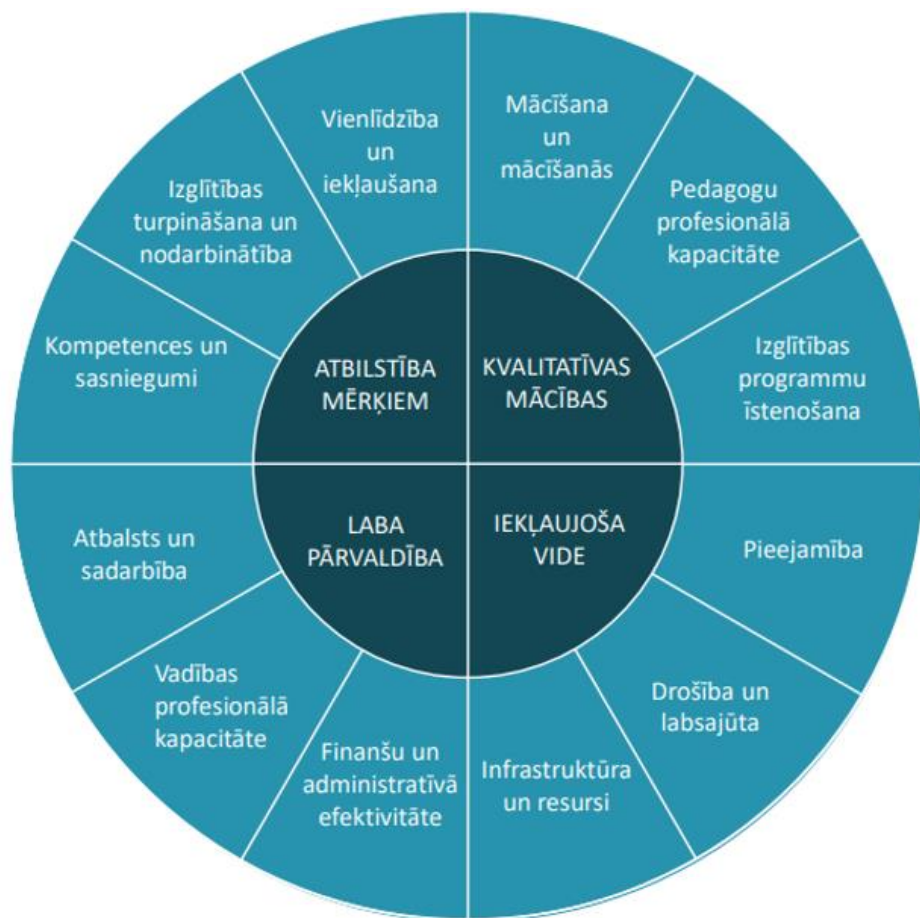 Vienlīdzība
un
iekļaušana
Mācīšana
un
mācīšanās
Izglītības
turpināšana un
nodarbinātība
Pedagogu
profesionālā
kapacitāte
Kompetences un
sasniegumi
ATBILSTĪBA
MĒRĶIEM
KVALITATĪVAS
MĀCĪBAS
Izglītības
programmu
īstenošana
Atbalsts un
sadarbība
LABA
PĀRVALDĪBA
IEKĻAUJOŠA
VIDE
Pieejamība
Vadības
profesionālā
kapacitāte
Drošība un
labsajūta
Finanšu un
administratīvā
efektivitāte
Infrastruktūra
un resursi